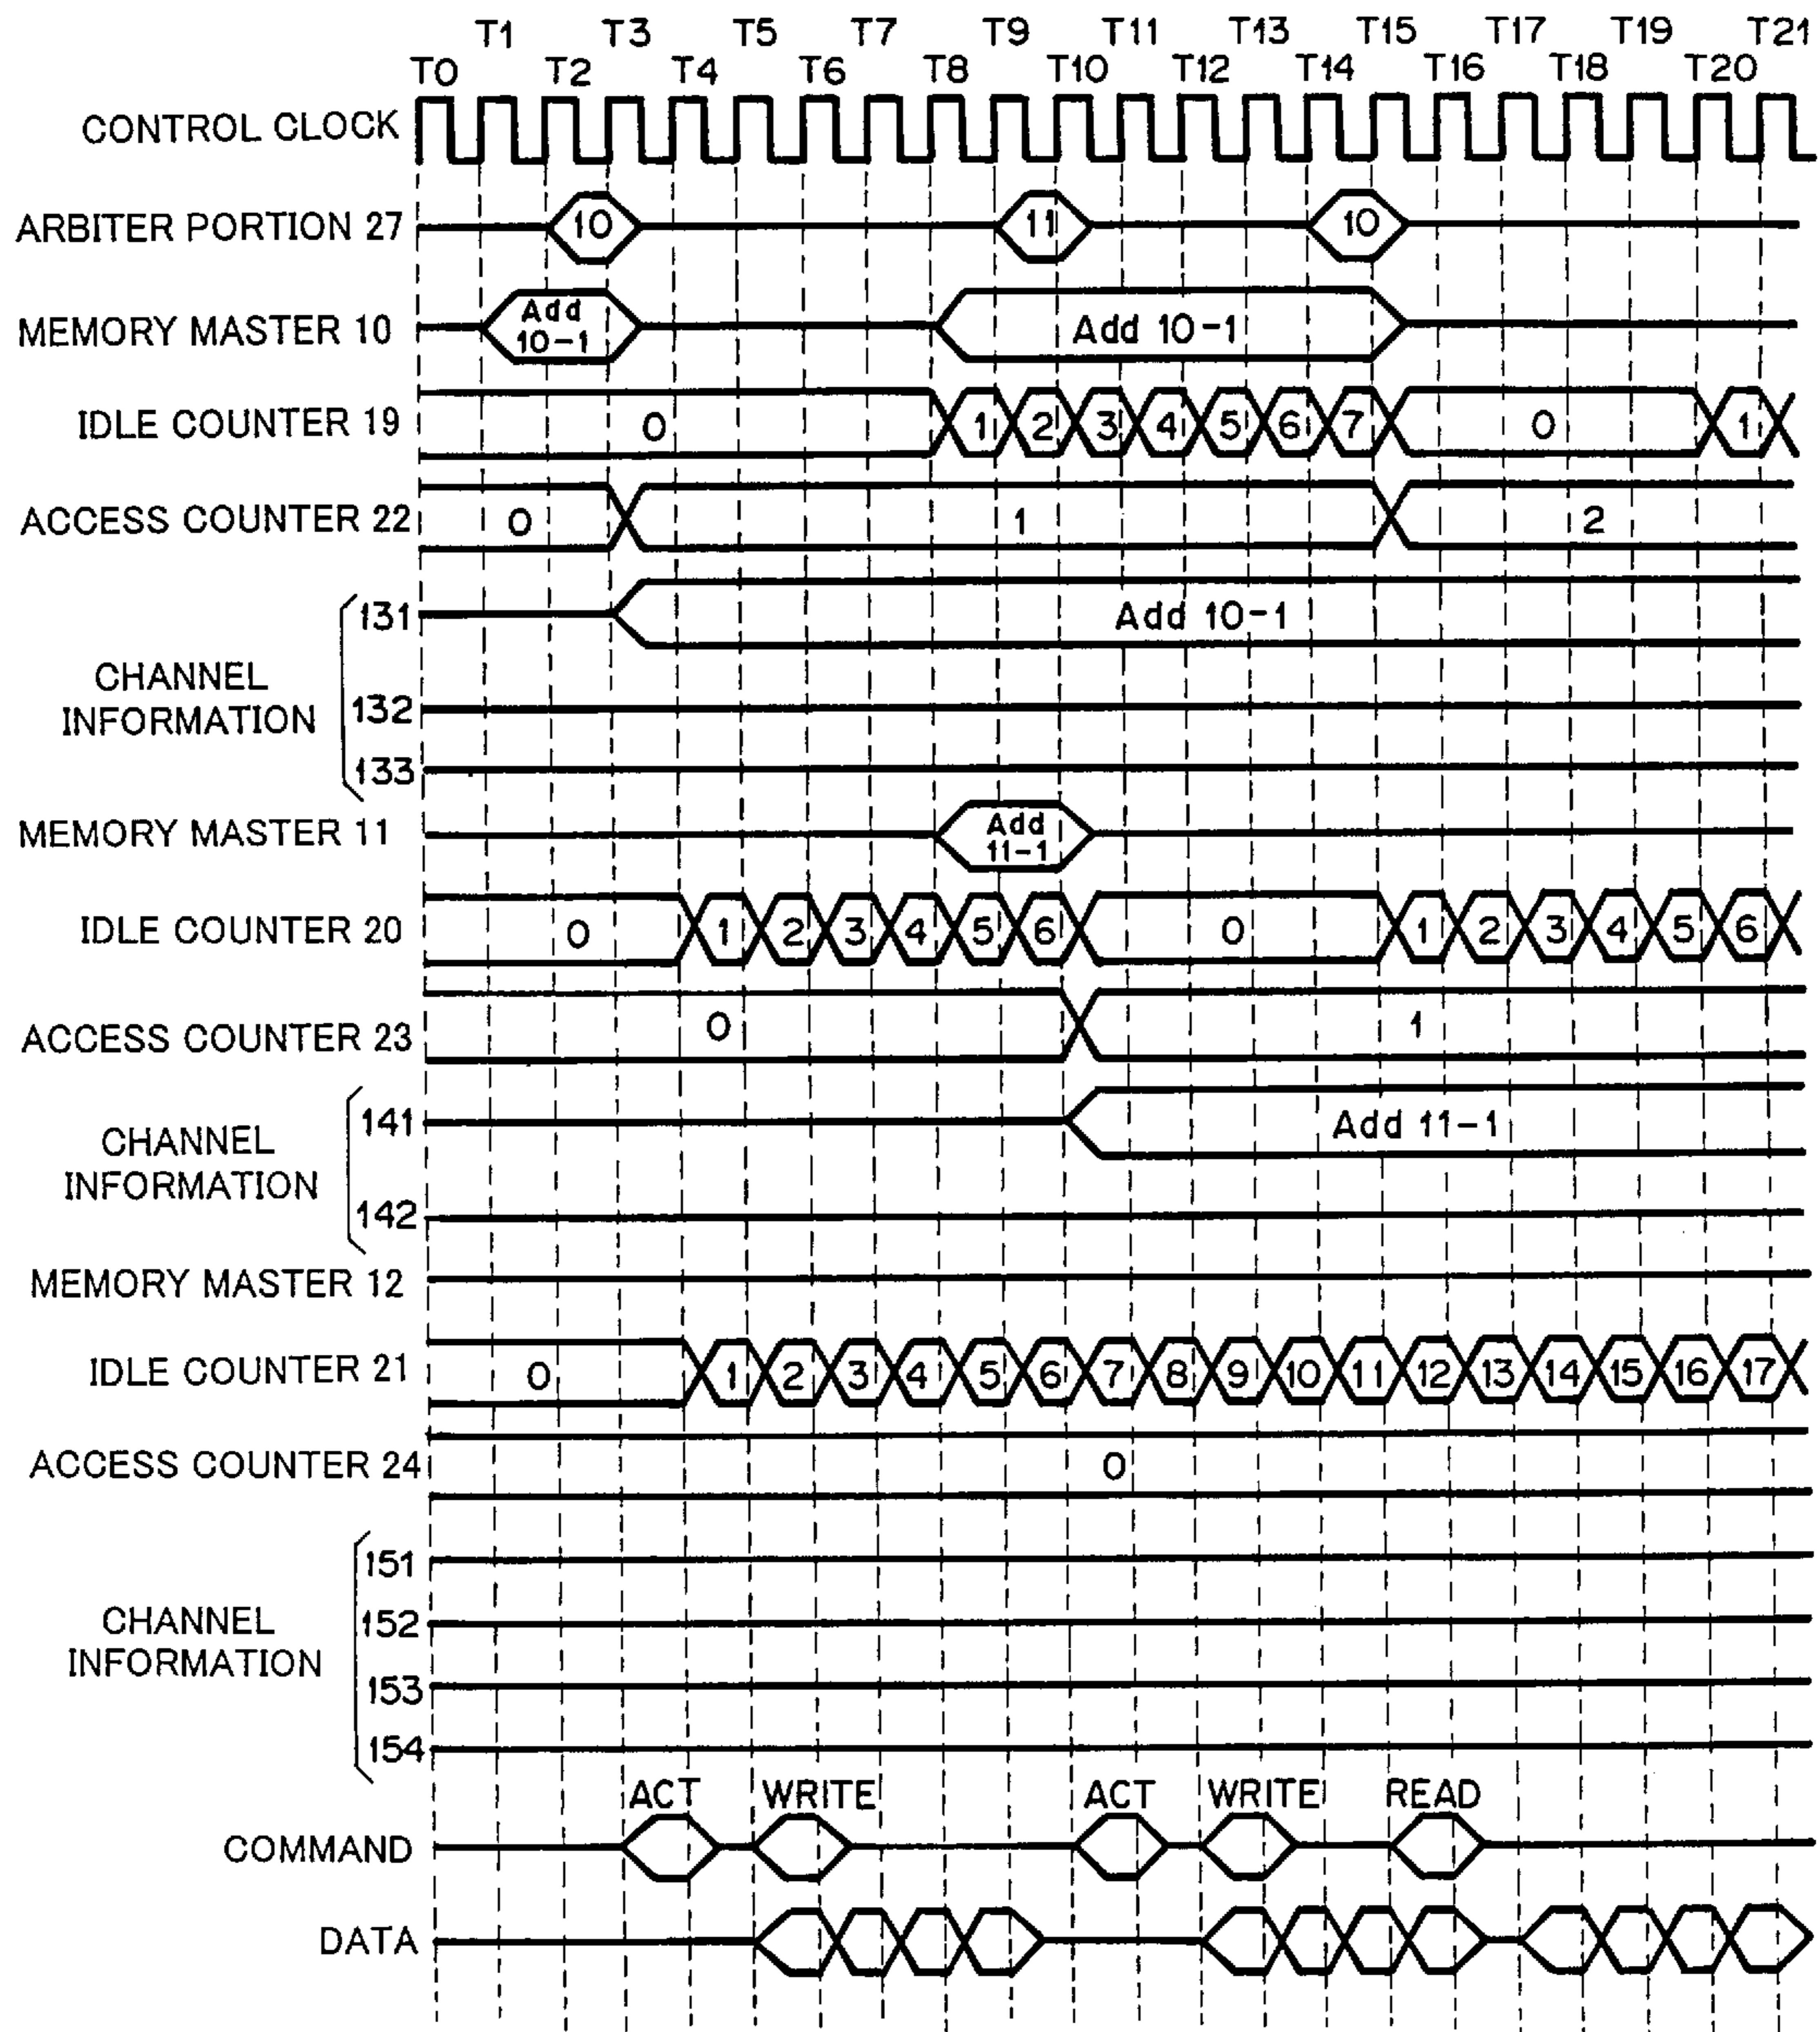 T1 T3 T5 T7 T9 T11 T13 T15 T17 T19 T21
T0 T2 T4 T6 T8 T10 T12 T14 T16 T18 T20
CONTROL CLOCK
ARBITER PORTION 27 10 11 10
MEMORY MASTER 10 Add 10-1 Add 10-1
IDLE COUNTER 19 0 1 2 3 4 5 6 7 0 1
ACCESS COUNTER 22 0 1 2
131 Add 10-1
CHANNEL
INFORMATION 132
133
MEMORY MASTER 11 Add 11-1
IDLE COUNTER 20 0 1 2 3 4 5 6 0 1 2 3 4 5 6
ACCESS COUNTER 23 0 1
141 Add 11-1
CHANNEL
INFORMATION
142
MEMORY MASTER 12
IDLE COUNTER 21 0 1 2 3 4 5 6 7 8 9 10 11 12 13 14 15 16 17
ACCESS COUNTER 24 0
151
CHANNEL 152
INFORMATION
153
154
ACT WRITE ACT WRITE READ
COMMAND
DATA